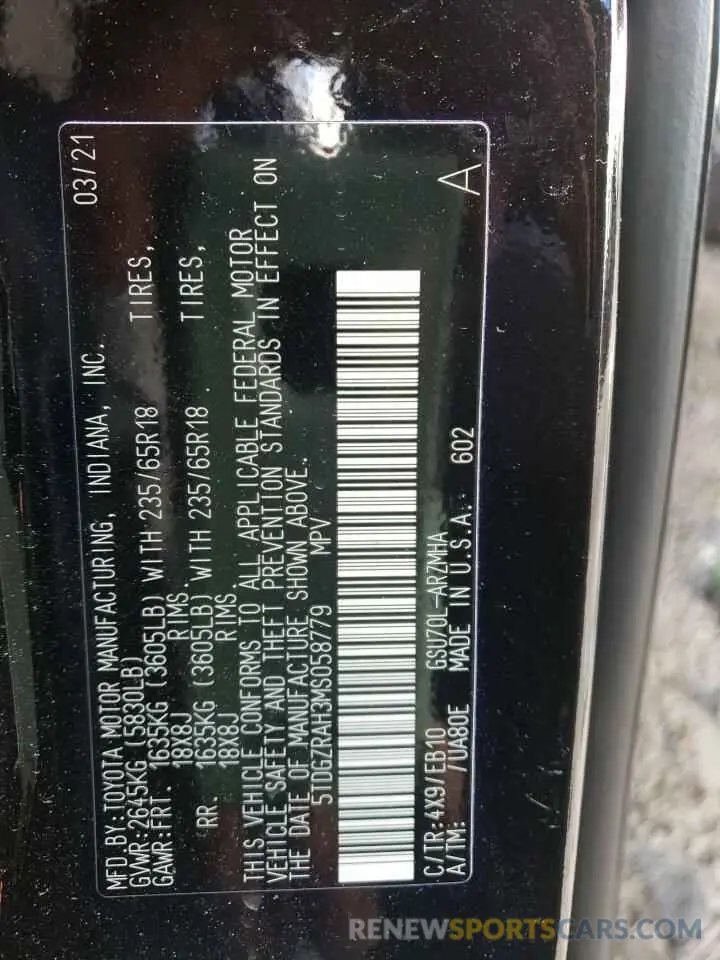 MFD BY:TOYOTA MOTOR MANUFACTURING, INDIANA, INC. 03/21
GVWR:2645KG (5830LB)
GAWR:FRT. 1635KG (3605LB) WITH 235/65R18 TIRES,
18X8J RIMS.
RR. 1635KG (3605LB) WITH 235/65R18 TIRES,
18X8J RIMS.
THIS VEHICLE CONFORMS TO ALL APPLICABLE FEDERAL MOTOR
VEHICLE SAFETY AND THEFT PREVENTION STANDARDS IN EFFECT ON
THE DATE OF MANUFACTURE SHOWN ABOVE.
5TDGZRAH3MS058779 MPV
C/TR:4X9/EB10 GSU70L-ARZMHA A
A/TM: /UA80E MADE IN U.S.A. 602
RENEWSPORTSCARS.COM